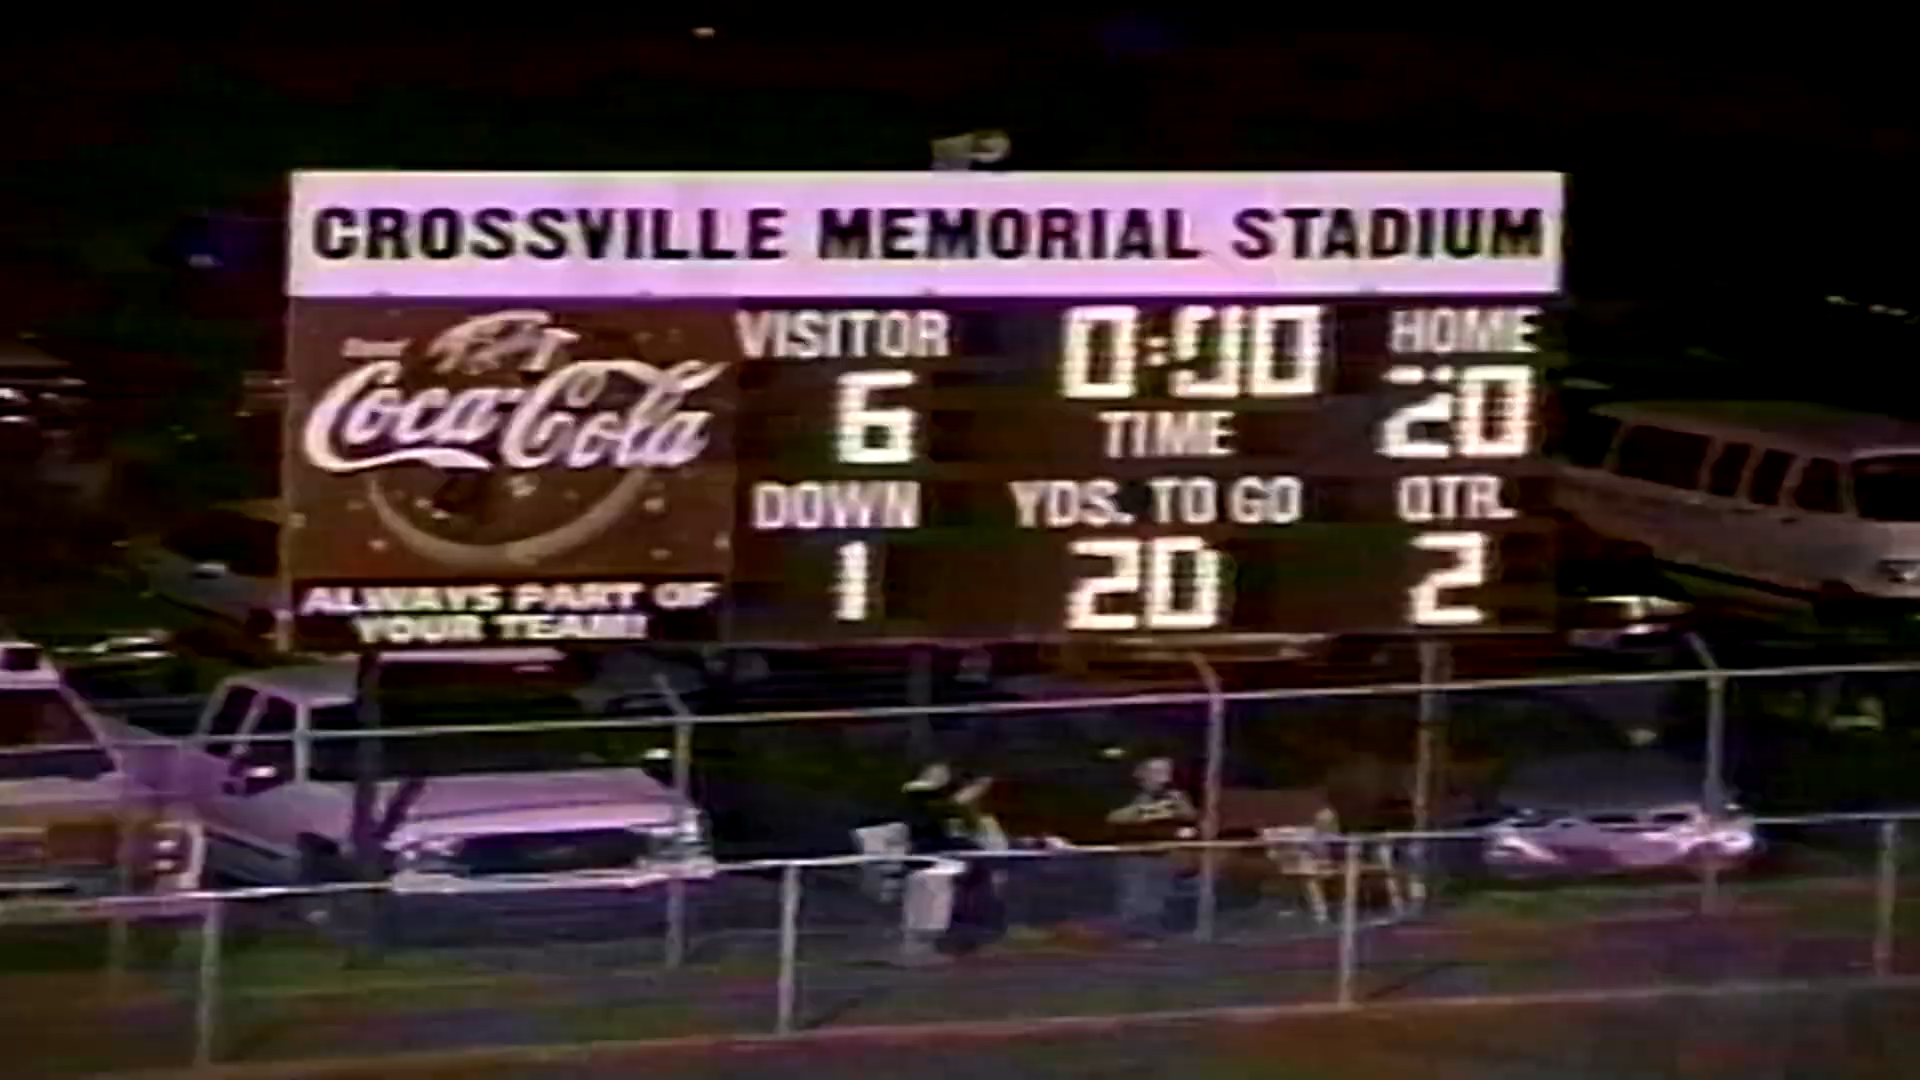 CROSSVILLE MEMORIAL STADIUM
Coca-Cola
ALWAYS PART OF
YOUR TEAM!
VISITOR 0:00 HOME
6 TIME 20
DOWN YDS. TO GO QTR.
1 20 2